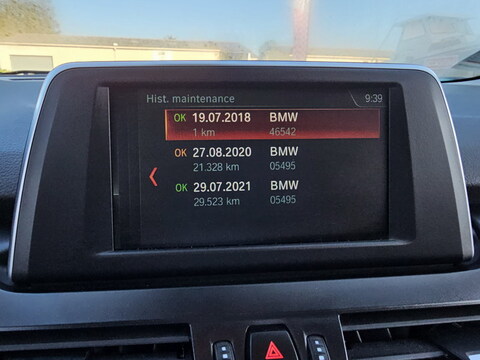 Hist. maintenance 9:39
OK 19.07.2018 BMW
1 km 46542
OK 27.08.2020 BMW
21.328 km 05495
OK 29.07.2021 BMW
29.523 km 05495